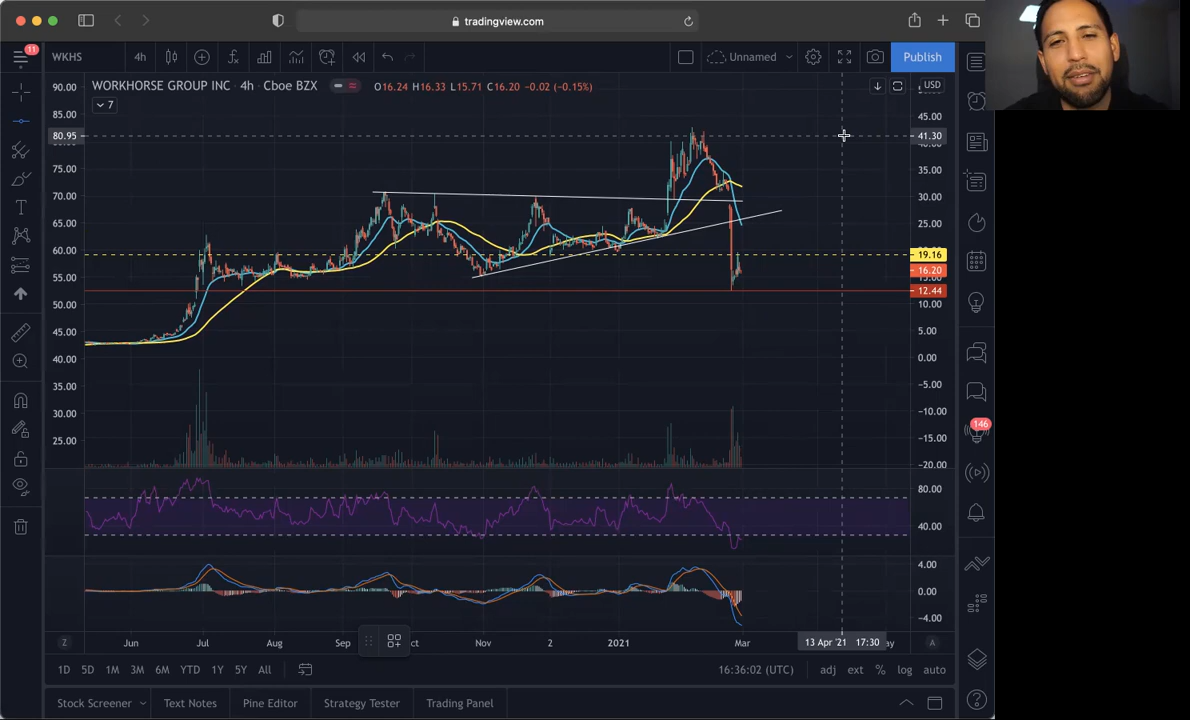 tradingview.com
11
WKHS
4h
Unnamed
Publish
WORKHORSE GROUP INC · 4h · Cboe BZX
O16.24 H16.33 L15.71 C16.20 -0.02 (-0.15%)
7
USD
90.00
85.00
80.95
75.00
70.00
65.00
60.00
55.00
50.00
45.00
40.00
35.00
30.00
25.00
45.00
41.30
35.00
30.00
25.00
19.16
16.20
12.44
10.00
5.00
0.00
−5.00
−10.00
−15.00
−20.00
80.00
40.00
4.00
0.00
−4.00
146
Z
Jun
Jul
Aug
Sep
ct
Nov
2
2021
Mar
13 Apr '21 17:30
ay
A
1D 5D 1M 3M 6M YTD 1Y 5Y All
16:36:02 (UTC)
adj ext % log auto
Stock Screener
Text Notes
Pine Editor
Strategy Tester
Trading Panel